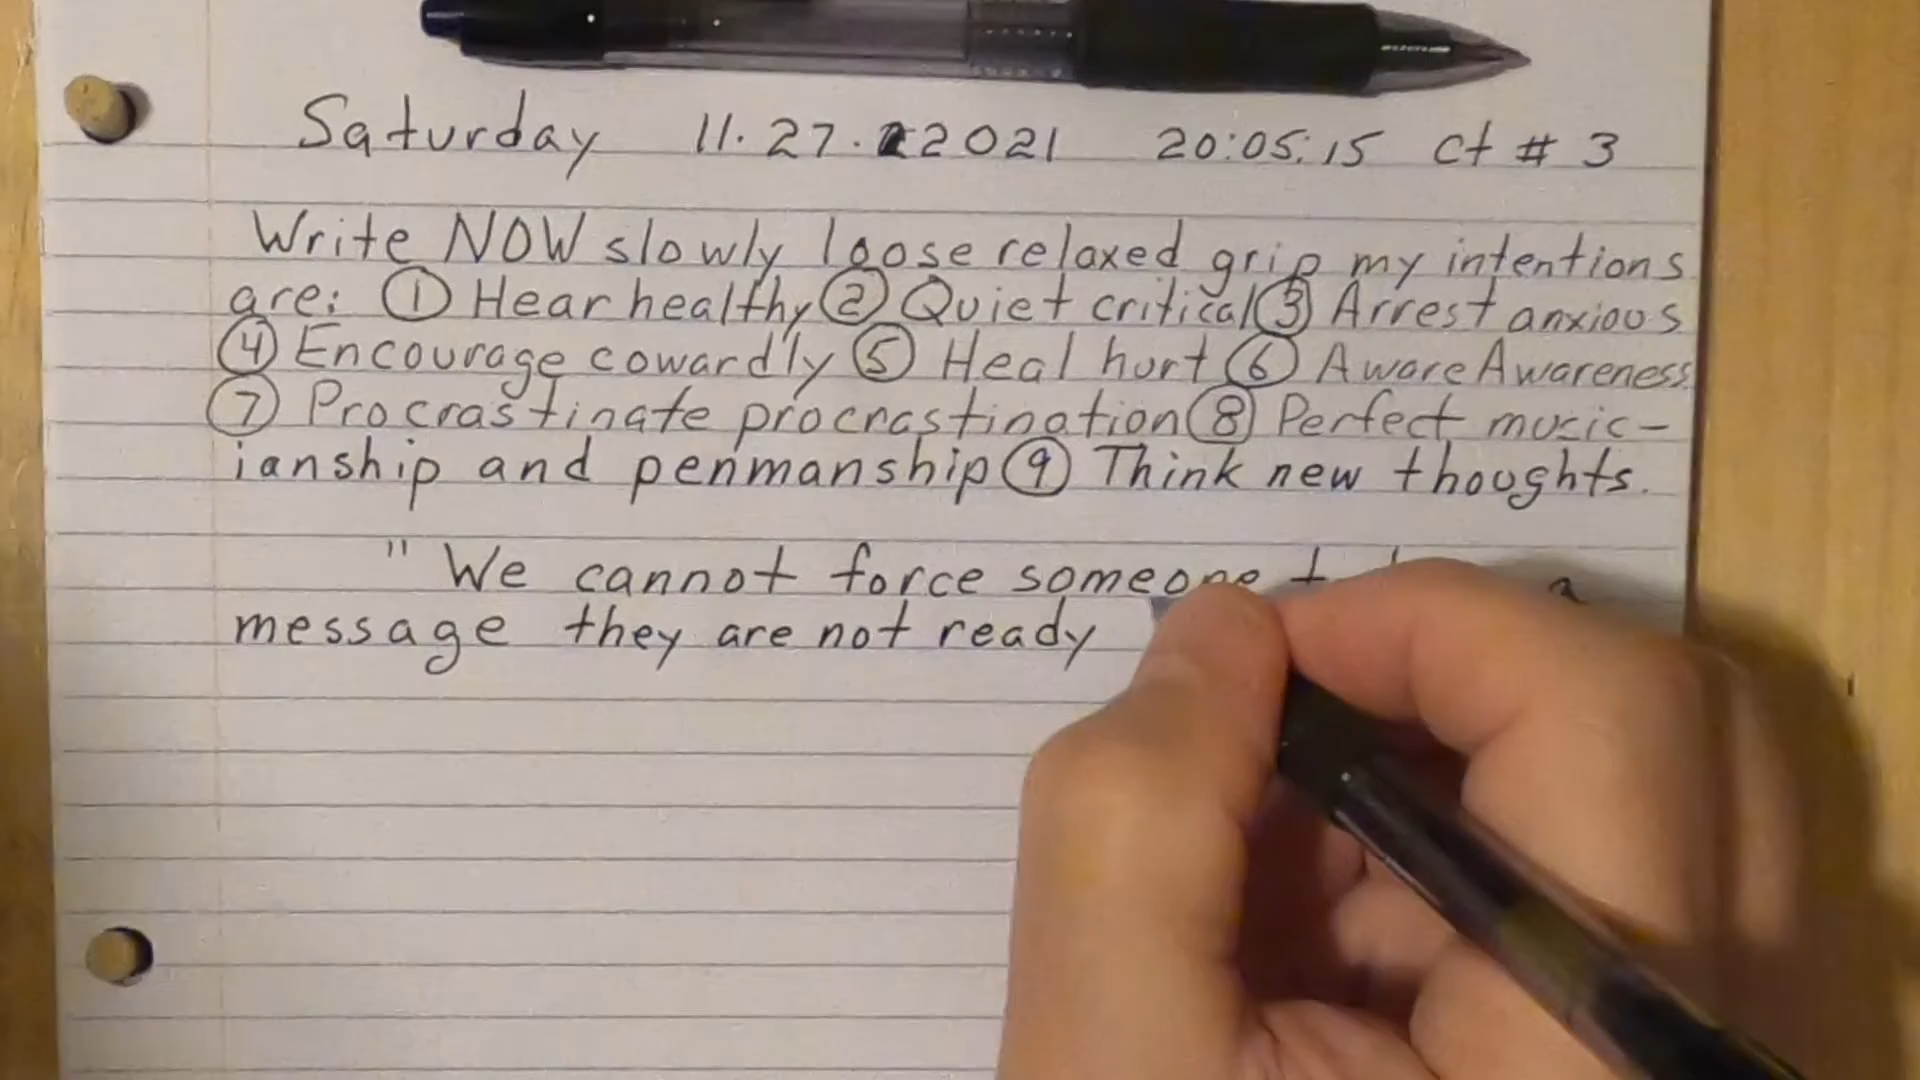 Saturday 11.27.2021 20:05:15 ct # 3
Write NOW slowly loose relaxed grip my intentions
are: ① Hear healthy ② Quiet critical ③ Arrest anxious
④ Encourage cowardly ⑤ Heal hurt ⑥ Aware Awareness
⑦ Procrastinate procrastination ⑧ Perfect music-
ianship and penmanship ⑨ Think new thoughts.
" We cannot force someone a
message they are not ready